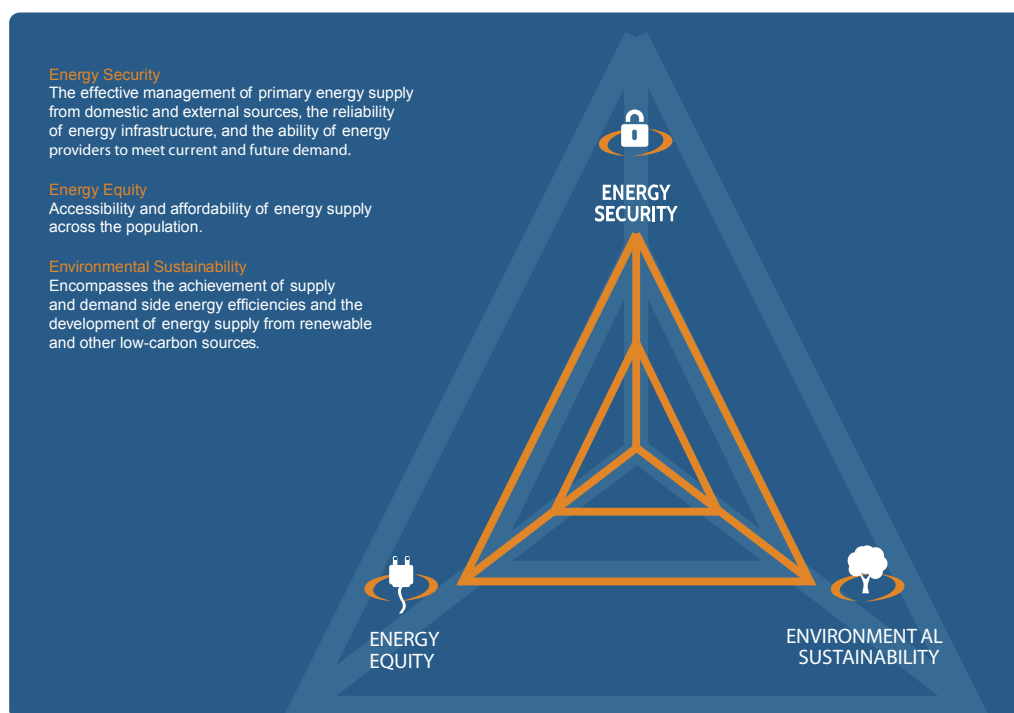 Energy Security
The effective management of primary energy supply
from domestic and external sources, the reliability
of energy infrastructure, and the ability of energy
providers to meet current and future demand.
Energy Equity
Accessibility and affordability of energy supply
across the population.
Environmental Sustainability
Encompasses the achievement of supply
and demand side energy efficiencies and the
development of energy supply from renewable
and other low-carbon sources.
ENERGY
SECURITY
ENERGY
EQUITY
ENVIRONMENT AL
SUSTAINABILITY